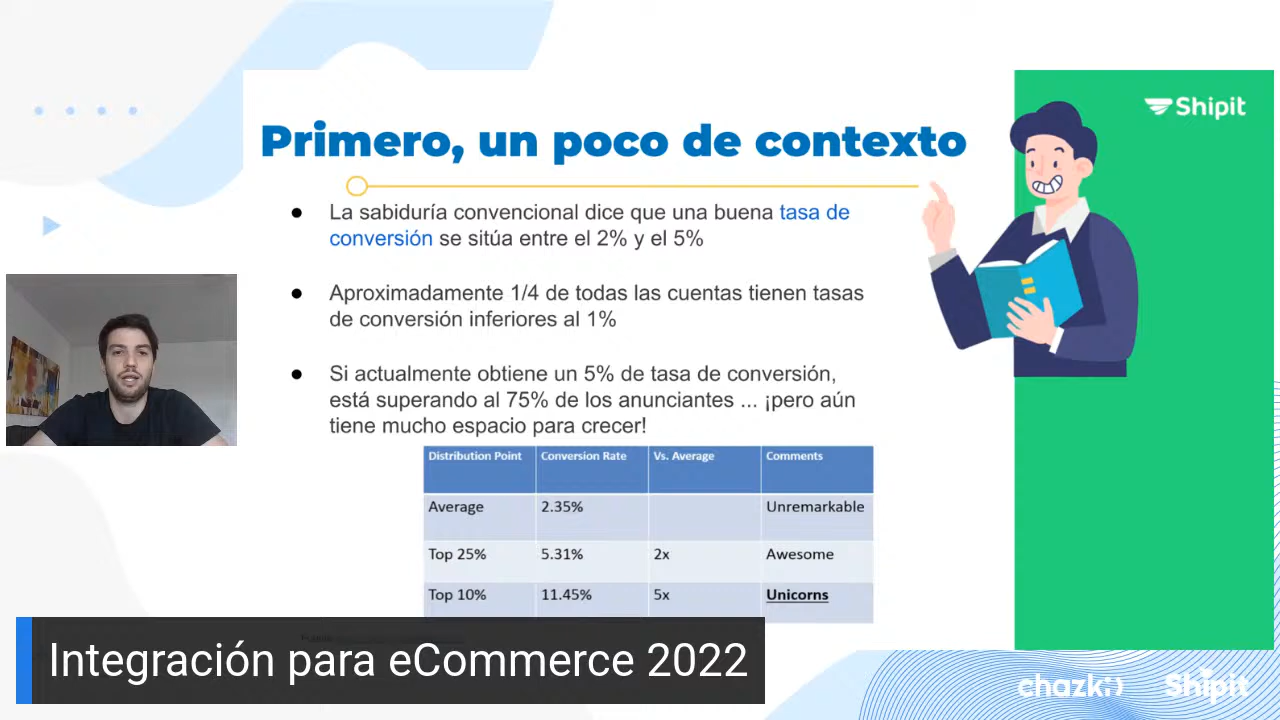 Shipit
Primero, un poco de contexto
● La sabiduría convencional dice que una buena tasa de
conversión se sitúa entre el 2% y el 5%
● Aproximadamente 1/4 de todas las cuentas tienen tasas
de conversión inferiores al 1%
● Si actualmente obtiene un 5% de tasa de conversión,
está superando al 75% de los anunciantes ... ¡pero aún
tiene mucho espacio para crecer!
Distribution Point Conversion Rate Vs. Average Comments
Average 2.35% Unremarkable
Top 25% 5.31% 2x Awesome
Top 10% 11.45% 5x Unicorns
Integración para eCommerce 2022
chazki Shipit